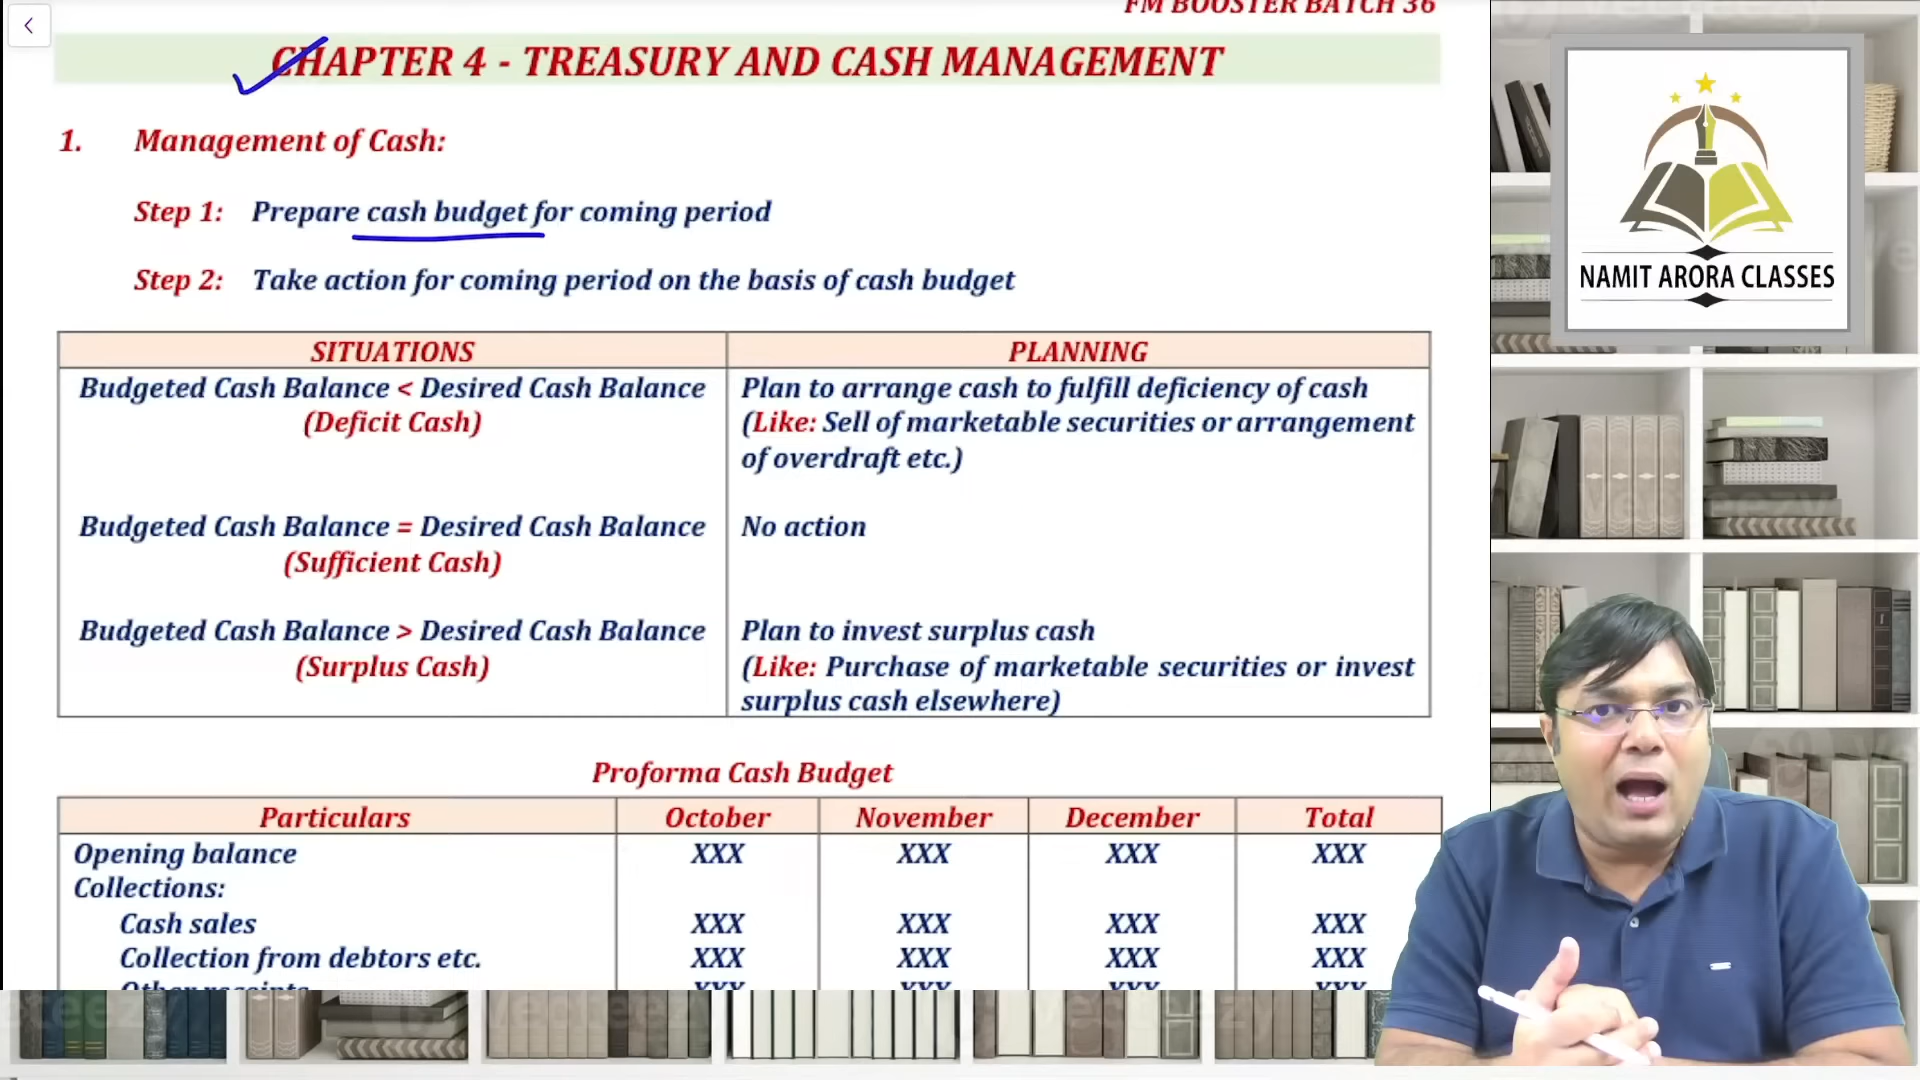 FM BOOSTER BATCH 36
CHAPTER 4 - TREASURY AND CASH MANAGEMENT
1. Management of Cash:
Step 1: Prepare cash budget for coming period
Step 2: Take action for coming period on the basis of cash budget
SITUATIONS PLANNING
Budgeted Cash Balance < Desired Cash Balance Plan to arrange cash to fulfill deficiency of cash
(Deficit Cash) (Like: Sell of marketable securities or arrangement
of overdraft etc.)
Budgeted Cash Balance = Desired Cash Balance No action
(Sufficient Cash)
Budgeted Cash Balance > Desired Cash Balance Plan to invest surplus cash
(Surplus Cash) (Like: Purchase of marketable securities or invest
surplus cash elsewhere)
Proforma Cash Budget
Particulars October November December Total
Opening balance XXX XXX XXX XXX
Collections:
Cash sales XXX XXX XXX XXX
Collection from debtors etc. XXX XXX XXX XXX
Other receipts XXX XXX XXX XXX
NAMIT ARORA CLASSES